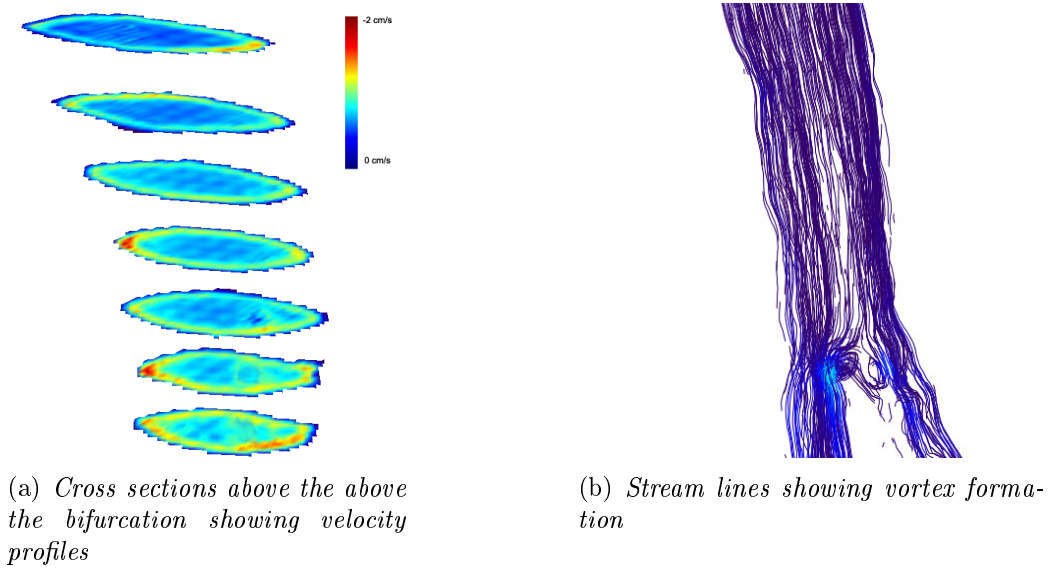 -2 cm/s
0 cm/s
(a) Cross sections above the above
the bifurcation showing velocity
profiles
(b) Stream lines showing vortex forma-
tion